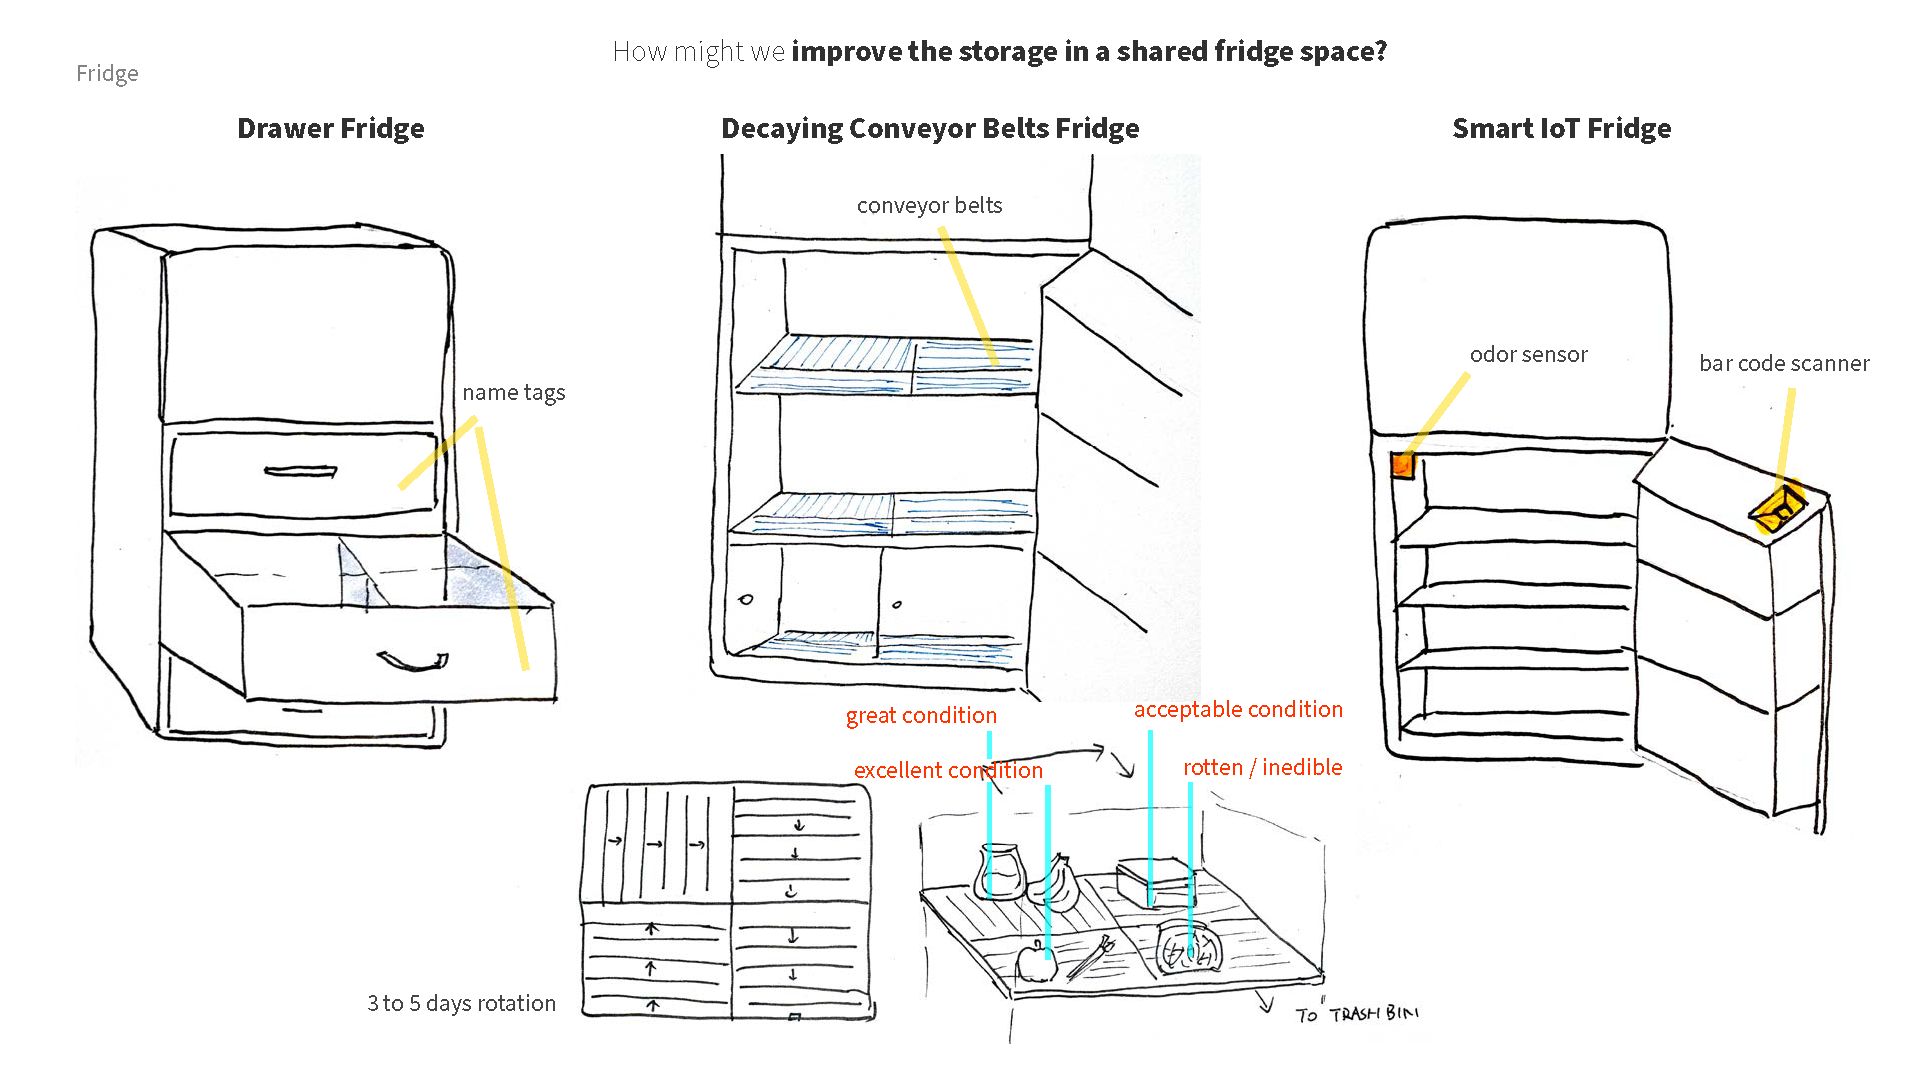 How might we improve the storage in a shared fridge space?
Fridge
Drawer Fridge
Decaying Conveyor Belts Fridge
Smart IoT Fridge
conveyor belts
name tags
odor sensor
bar code scanner
great condition
acceptable condition
excellent condition
rotten / inedible
3 to 5 days rotation
TO TRASH BIN